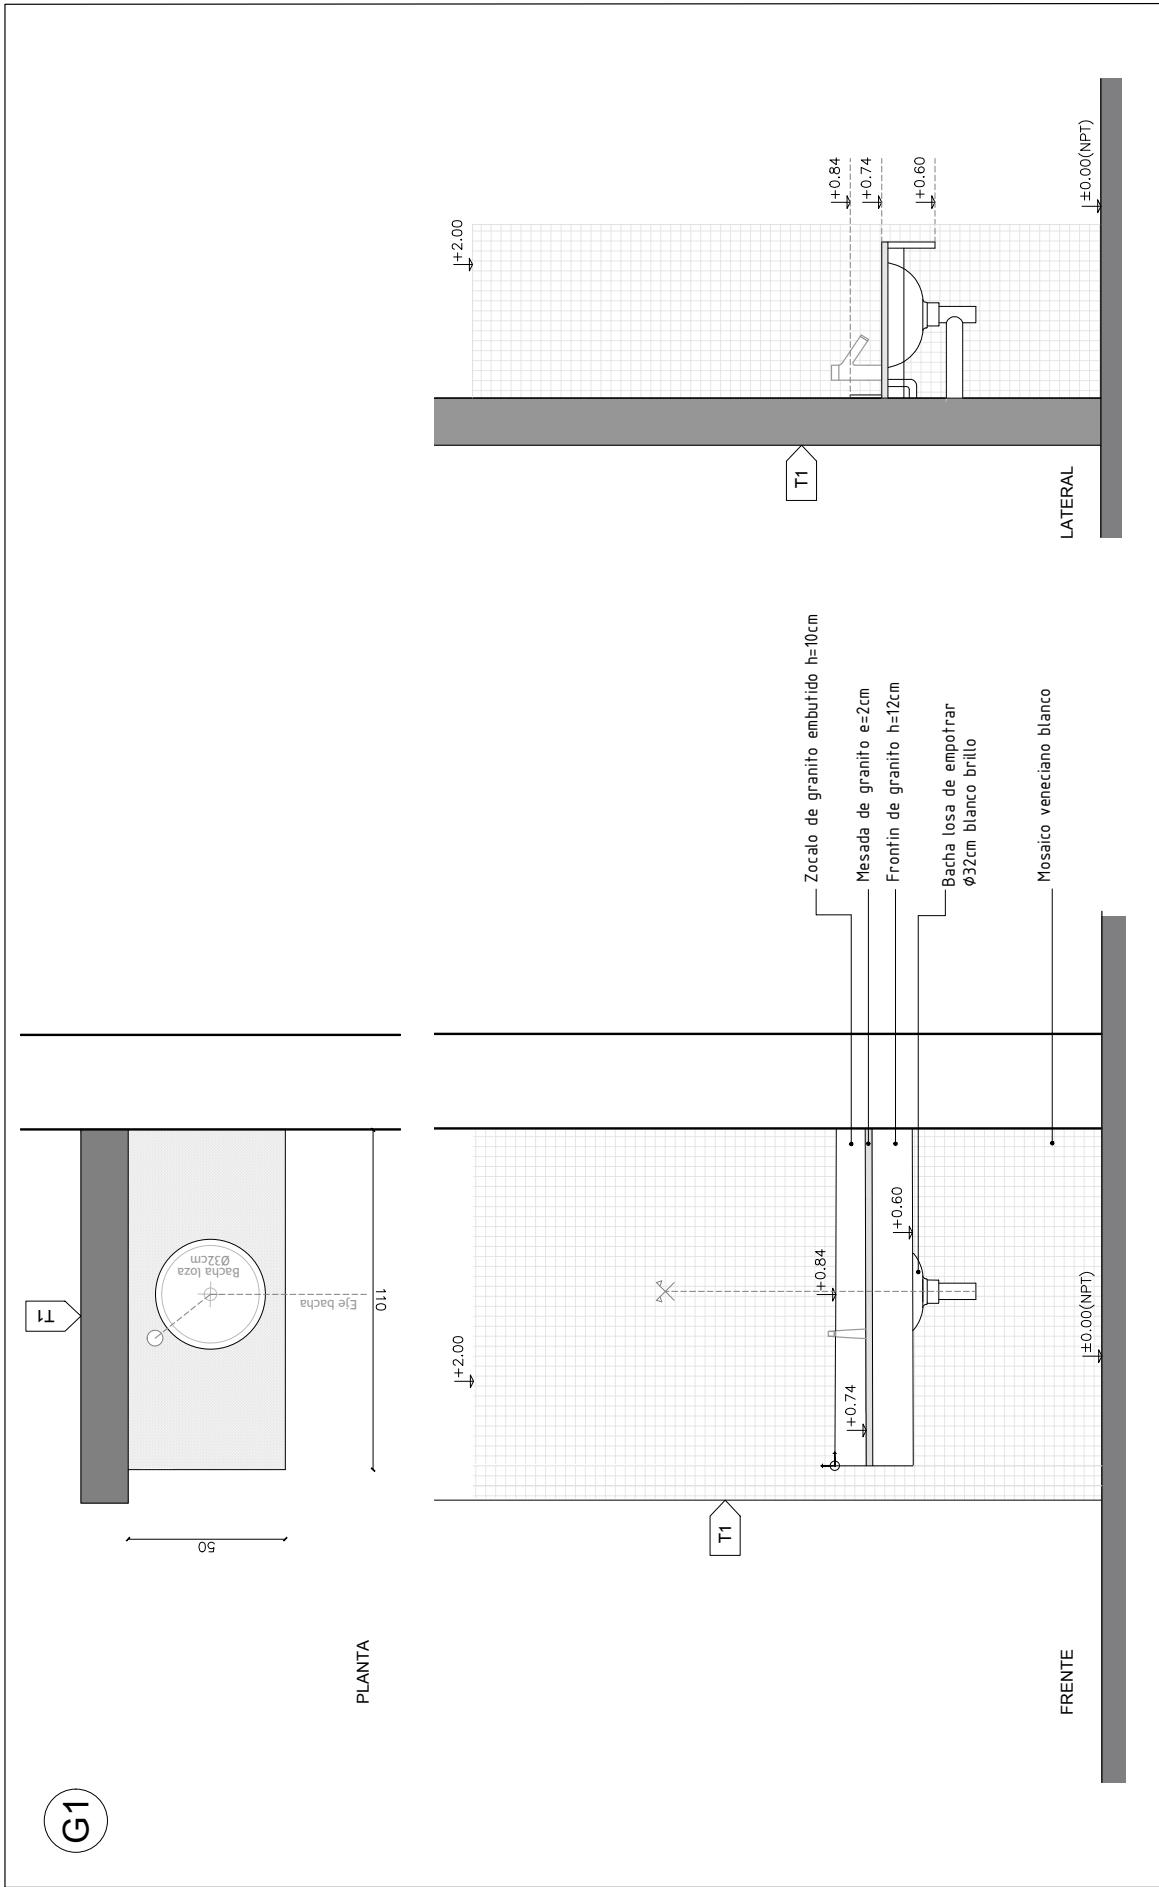 G1
T1
Bacha loza
Ø32cm
Eje bacha
110
50
PLANTA
+2.00
+0.84
+0.74
+0.60
±0.00(NPT)
T1
FRENTE
Zocalo de granito embutido h=10cm
Mesada de granito e=2cm
Frontin de granito h=12cm
Bacha losa de empotrar
Ø32cm blanco brillo
Mosaico veneciano blanco
+2.00
+0.84
+0.74
+0.60
±0.00(NPT)
T1
LATERAL